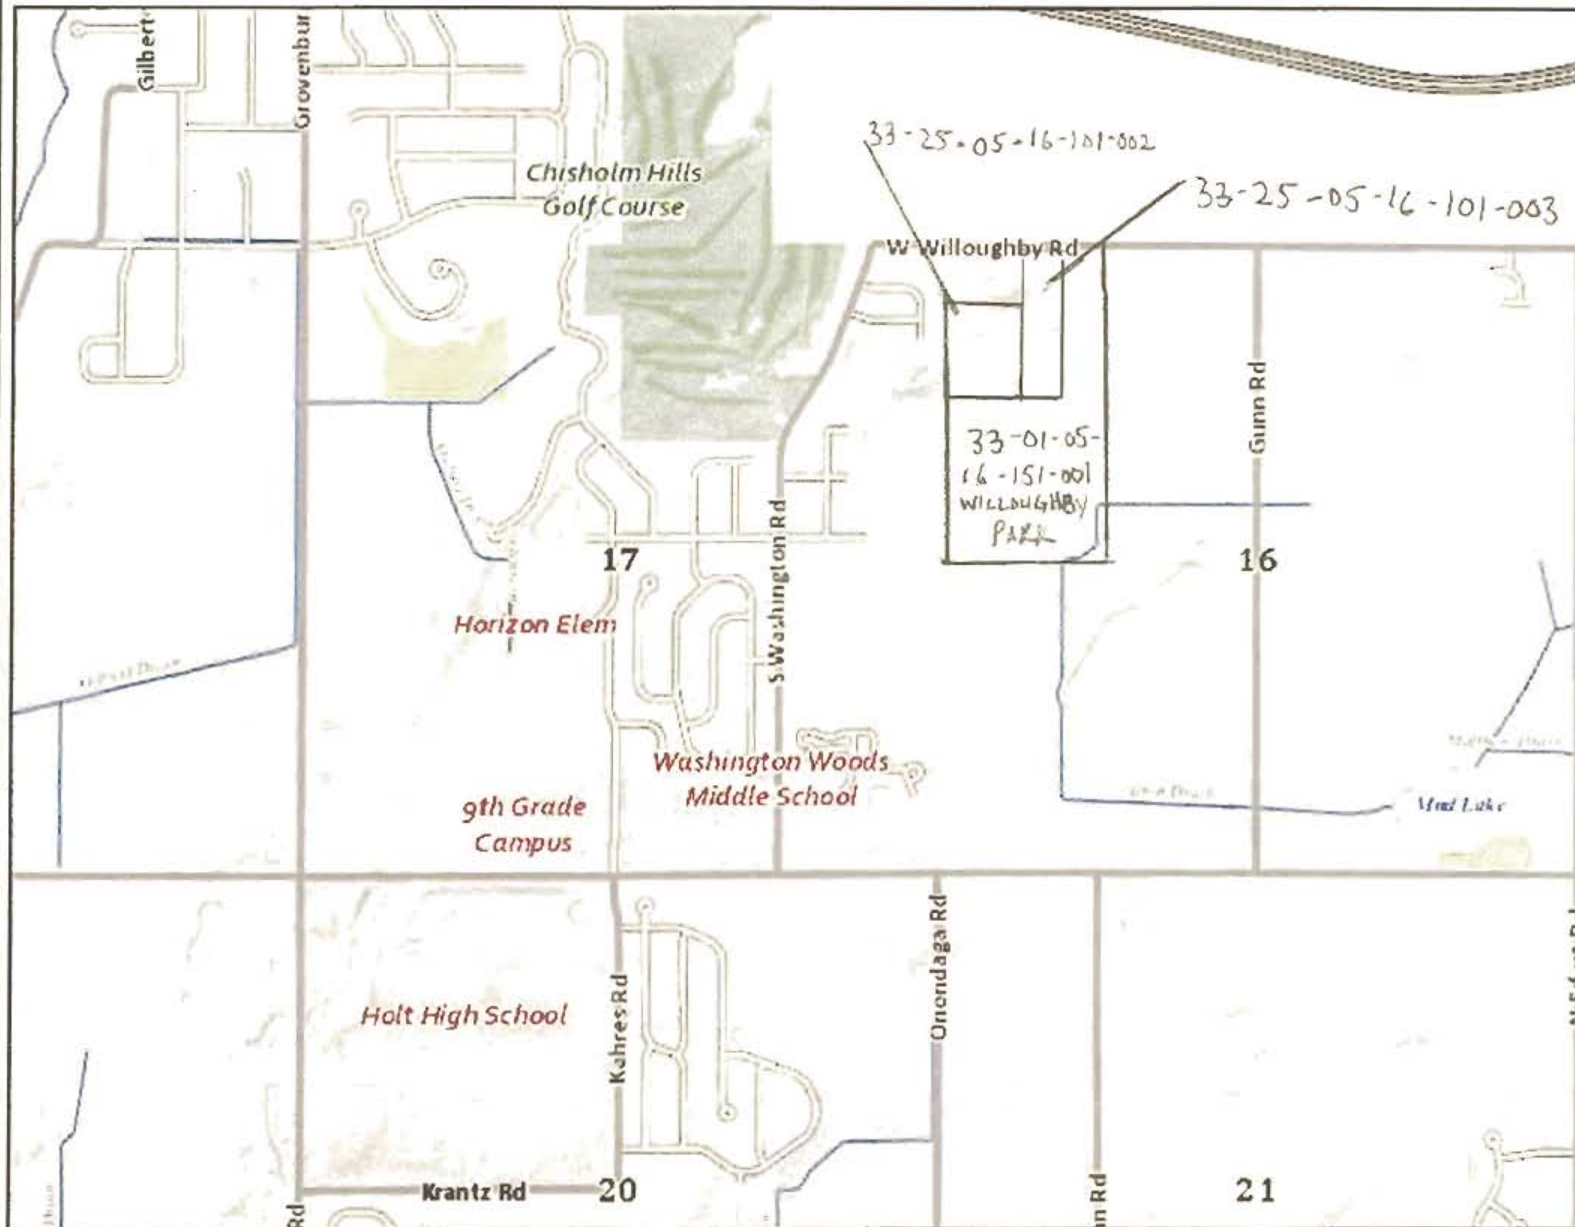 Gilbert
Grovenbur
33-25-05-16-101-002
Chisholm Hills
Golf Course
33-25-05-16-101-003
W Willoughby Rd
Gunn Rd
33-01-05-
16-151-001
WILLOUGHBY
PARK
S Washington Rd
17
16
Horizon Elem
Washington Woods
Middle School
9th Grade
Campus
Mud Lake
Onondaga Rd
Holt High School
Kahres Rd
Krantz Rd
20
21
Rd